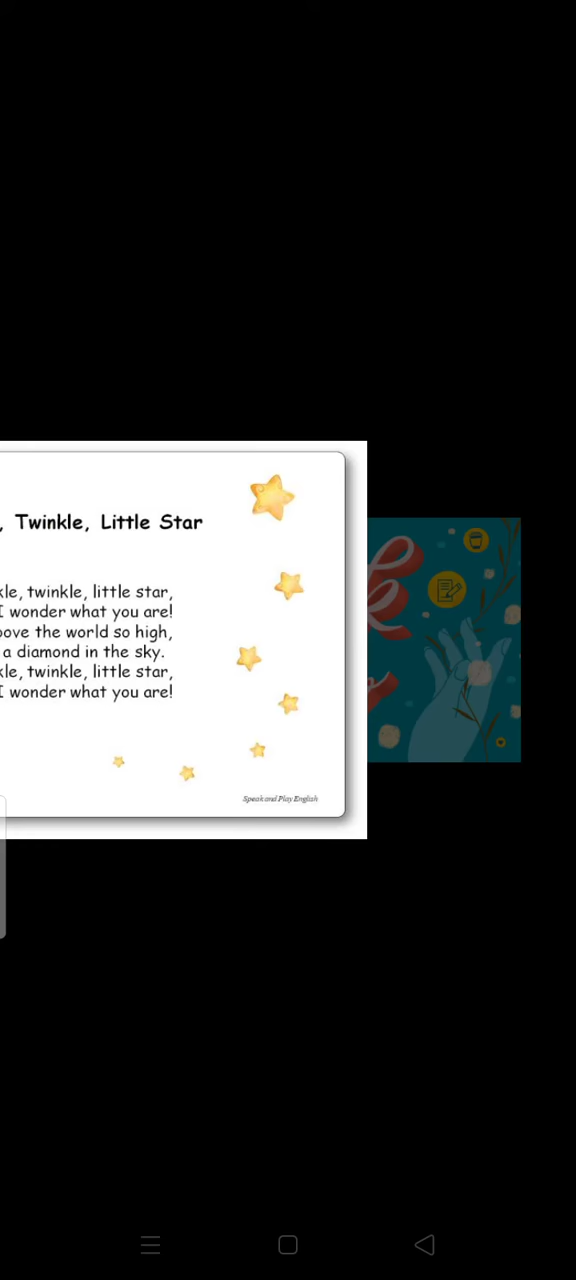 , Twinkle, Little Star
kle, twinkle, little star,
I wonder what you are!
bove the world so high,
a diamond in the sky.
kle, twinkle, little star,
I wonder what you are!
Speak and Play English